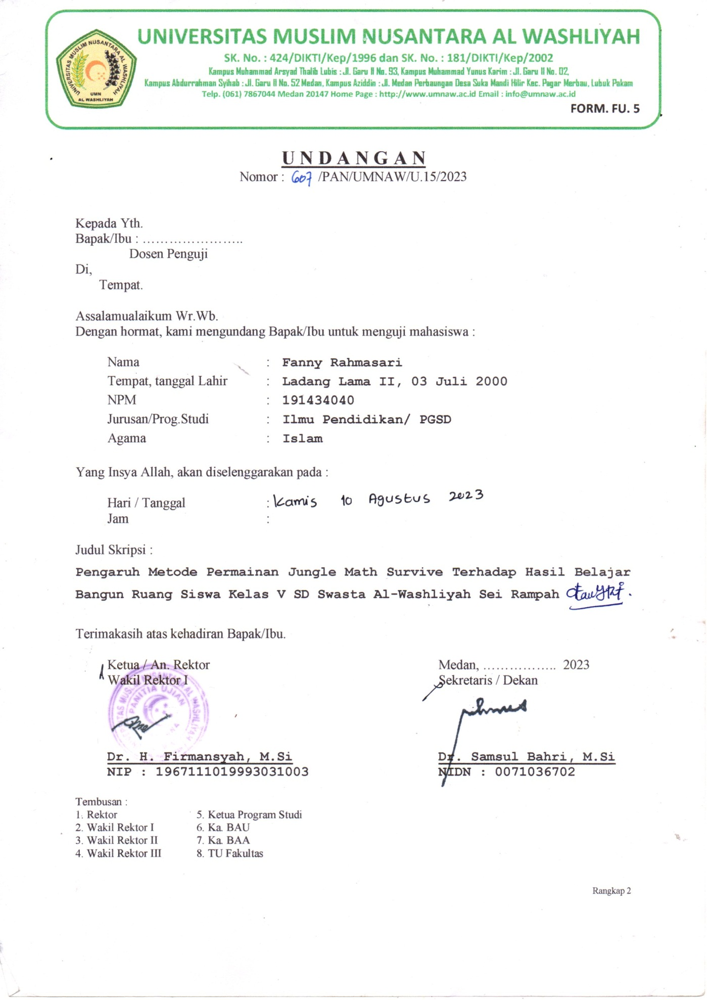 UNIVERSITAS MUSLIM NUSANTARA AL WASHLIYAH
SK. No. : 424/DIKTI/Kep/1996 dan SK. No. : 181/DIKTI/Kep/2002
Kampus Muhammad Arsyad Thalib Lubis : Jl. Garu II No. 93, Kampus Muhammad Yunus Karim : Jl. Garu II No. 02,
Kampus Abdurrahman Syihab : Jl. Garu II No. 52 Medan, Kampus Aziddin : Jl. Medan Perbaungan Desa Suka Mandi Hilir Kec. Pagar Merbau, Lubuk Pakam
Telp. (061) 7867044 Medan 20147 Home Page : http://www.umnaw.ac.id Email : info@umnaw.ac.id
FORM. FU. 5
UNIVERSITAS MUSLIM NUSANTARA AL WASHLIYAH
UMN
AL WASHLIYAH
UNDANGAN
Nomor : 607 /PAN/UMNAW/U.15/2023
Kepada Yth.
Bapak/Ibu : …………………..
Dosen Penguji
Di,
Tempat.
Assalamualaikum Wr.Wb.
Dengan hormat, kami mengundang Bapak/Ibu untuk menguji mahasiswa :
Nama : Fanny Rahmasari
Tempat, tanggal Lahir : Ladang Lama II, 03 Juli 2000
NPM : 191434040
Jurusan/Prog.Studi : Ilmu Pendidikan/ PGSD
Agama : Islam
Yang Insya Allah, akan diselenggarakan pada :
Hari / Tanggal : Kamis 10 Agustus 2023
Jam :
Judul Skripsi :
Pengaruh Metode Permainan Jungle Math Survive Terhadap Hasil Belajar
Bangun Ruang Siswa Kelas V SD Swasta Al-Washliyah Sei Rampah
Terimakasih atas kehadiran Bapak/Ibu.
Ketua / An. Rektor
Wakil Rektor I
PANITIA UJIAN
Dr. H. Firmansyah, M.Si
NIP : 1967111019993031003
Medan, …………….. 2023
Sekretaris / Dekan
Dr. Samsul Bahri, M.Si
NIDN : 0071036702
Tembusan :
1. Rektor
2. Wakil Rektor I
3. Wakil Rektor II
4. Wakil Rektor III
5. Ketua Program Studi
6. Ka. BAU
7. Ka. BAA
8. TU Fakultas
Rangkap 2